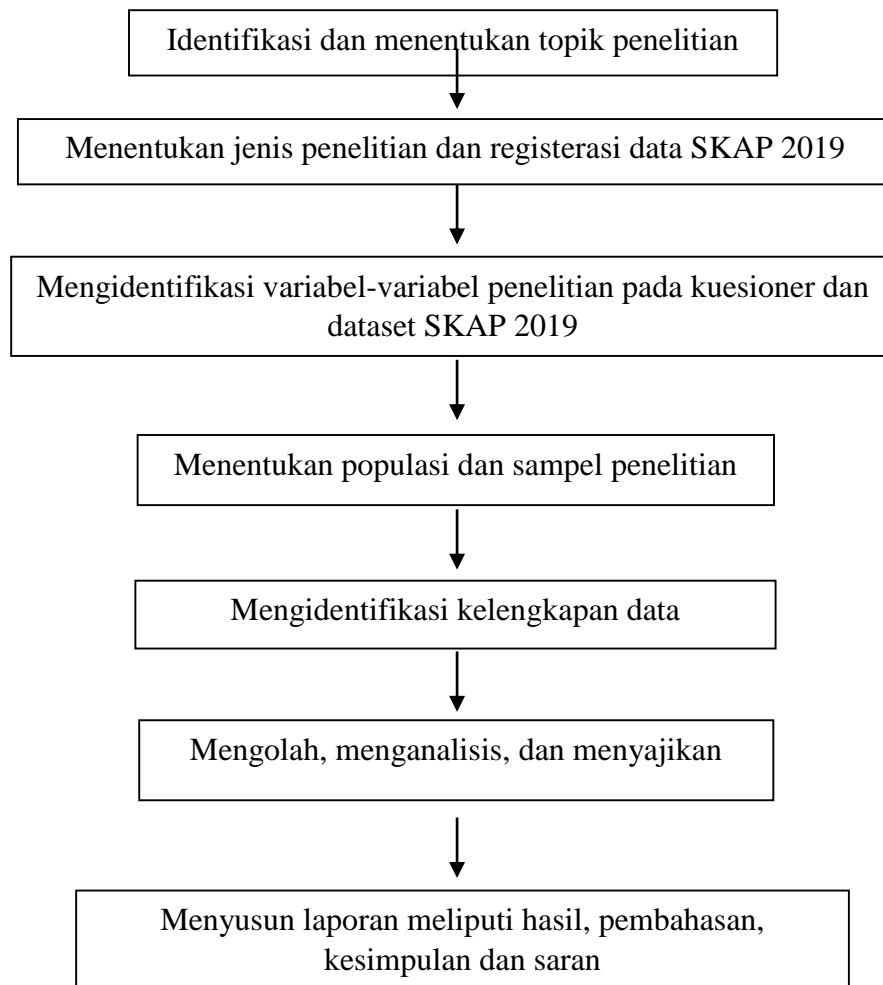 Identifikasi dan menentukan topik penelitian
Menentukan jenis penelitian dan registerasi data SKAP 2019
Mengidentifikasi variabel-variabel penelitian pada kuesioner dan
dataset SKAP 2019
Menentukan populasi dan sampel penelitian
Mengidentifikasi kelengkapan data
Mengolah, menganalisis, dan menyajikan
Menyusun laporan meliputi hasil, pembahasan,
kesimpulan dan saran